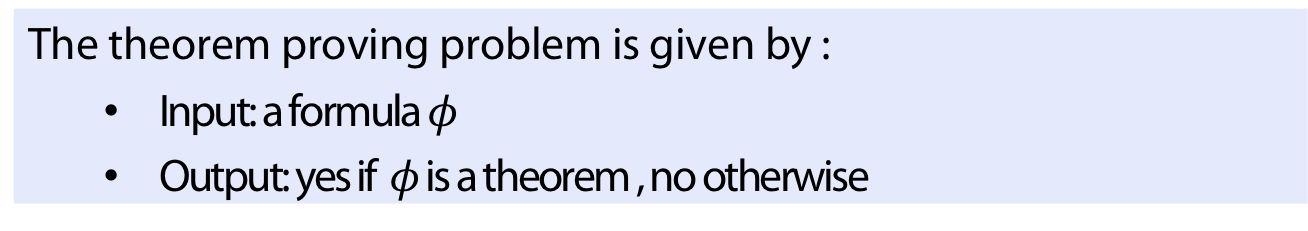 The theorem proving problem is given by :
• Input: a formula ϕ
• Output: yes if ϕ is a theorem , no otherwise